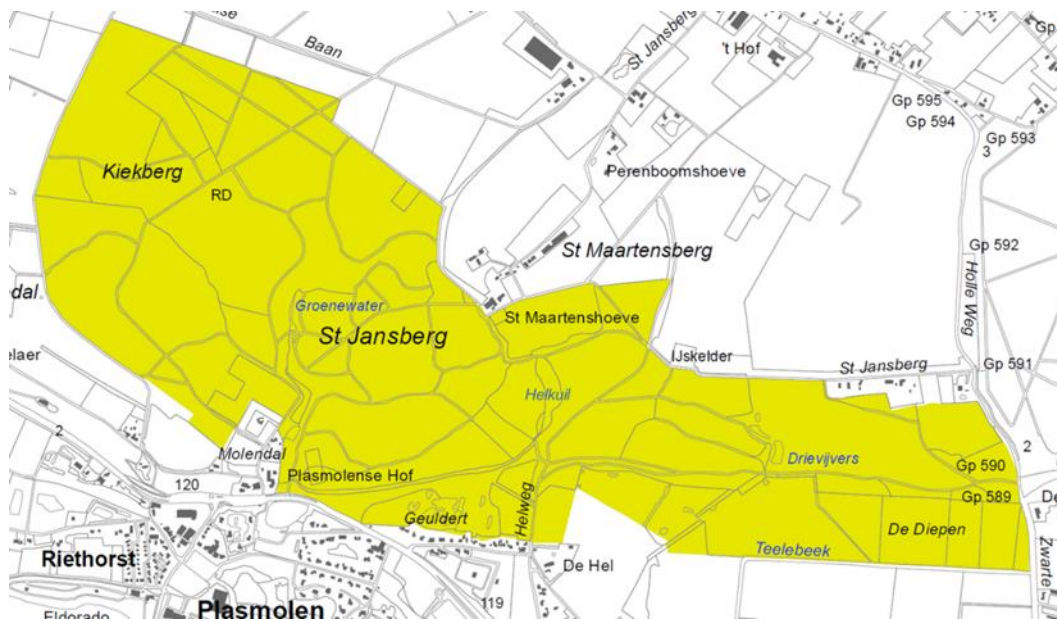 Baan
St Jansberg
't Hof
Gp 595
Gp 594
Gp 593
3
Kiekberg
RD
Perenboomshoeve
St Maartensberg
Gp 592
Holle Weg
Groenewater
St Maartenshoeve
St Jansberg
IJskelder
St Jansberg
Gp 591
Helkuil
2
Molendal
2
Plasmolense Hof
Drievijvers
Gp 590
120
Gp 589
Geuldert
Helweg
De Diepen
Riethorst
De Hel
Teelebeek
Zwarte
119
Plasmolen
Eldorado